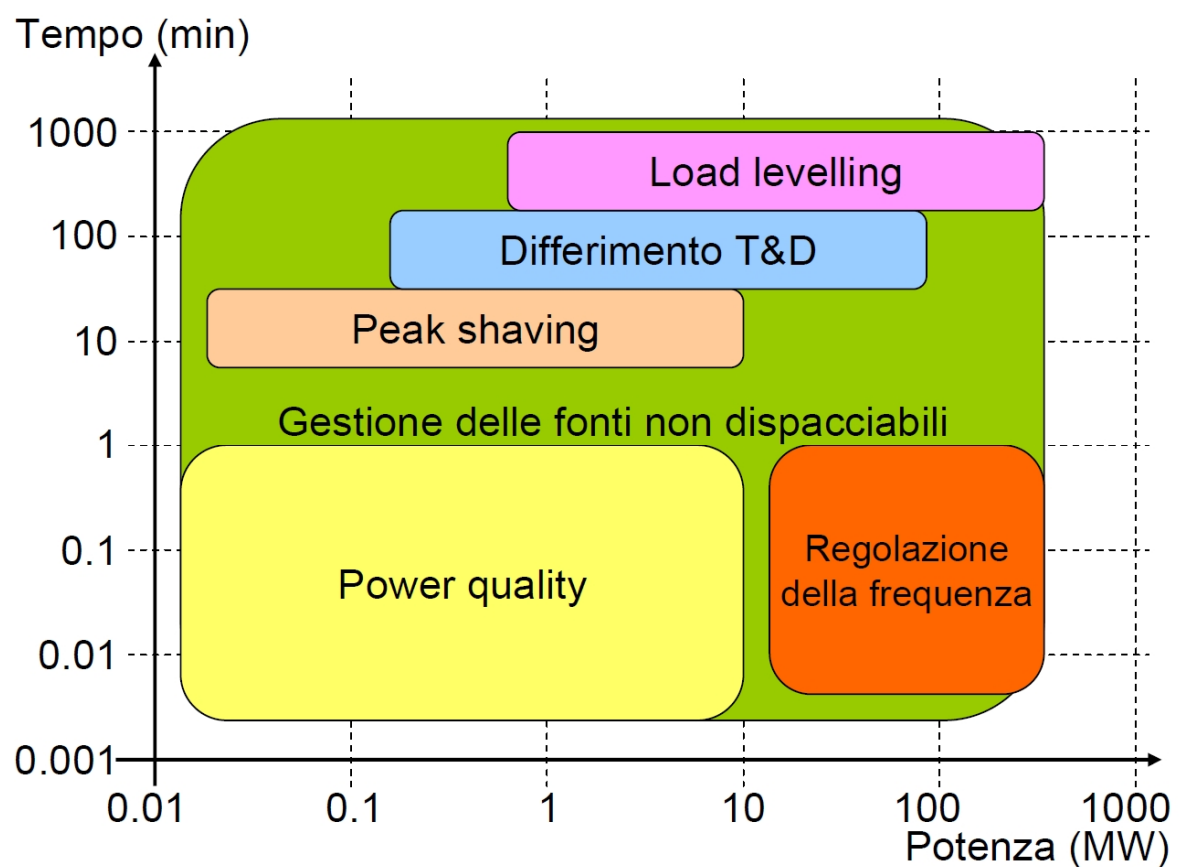 Tempo (min)
1000
Load levelling
100
Differimento T&D
Peak shaving
10
Gestione delle fonti non dispacciabili
1
0.1
Regolazione
della frequenza
Power quality
0.01
0.001
0.01
0.1
1
10
100
1000
Potenza (MW)